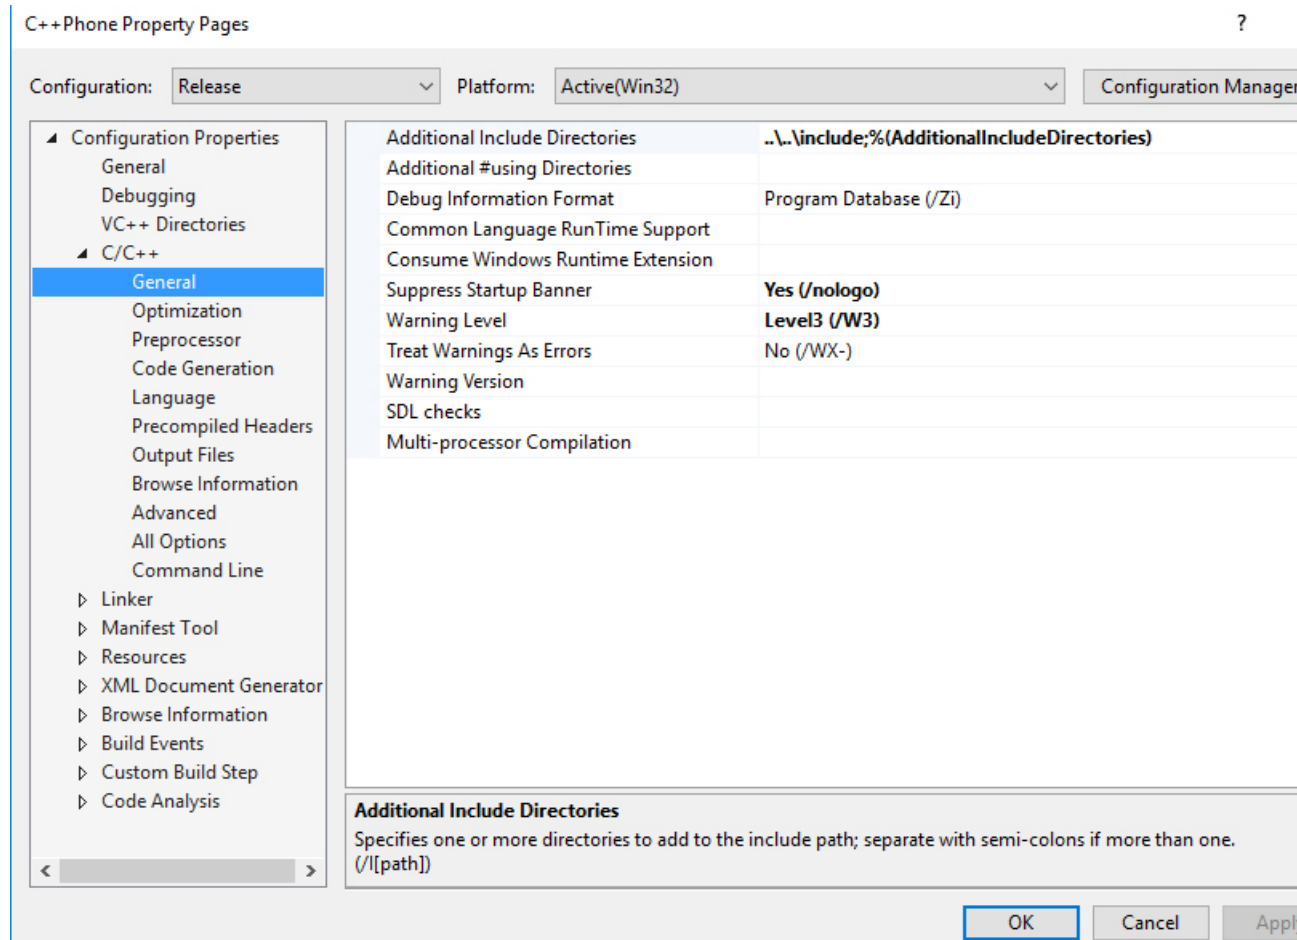 C++Phone Property Pages
?
Configuration: Release Platform: Active(Win32) Configuration Manager
Configuration Properties
General
Debugging
VC++ Directories
C/C++
General
Optimization
Preprocessor
Code Generation
Language
Precompiled Headers
Output Files
Browse Information
Advanced
All Options
Command Line
Linker
Manifest Tool
Resources
XML Document Generator
Browse Information
Build Events
Custom Build Step
Code Analysis
Additional Include Directories ..\..\include;%(AdditionalIncludeDirectories)
Additional #using Directories
Debug Information Format Program Database (/Zi)
Common Language RunTime Support
Consume Windows Runtime Extension
Suppress Startup Banner Yes (/nologo)
Warning Level Level3 (/W3)
Treat Warnings As Errors No (/WX-)
Warning Version
SDL checks
Multi-processor Compilation
Additional Include Directories
Specifies one or more directories to add to the include path; separate with semi-colons if more than one.
(/I[path])
OK Cancel Appl